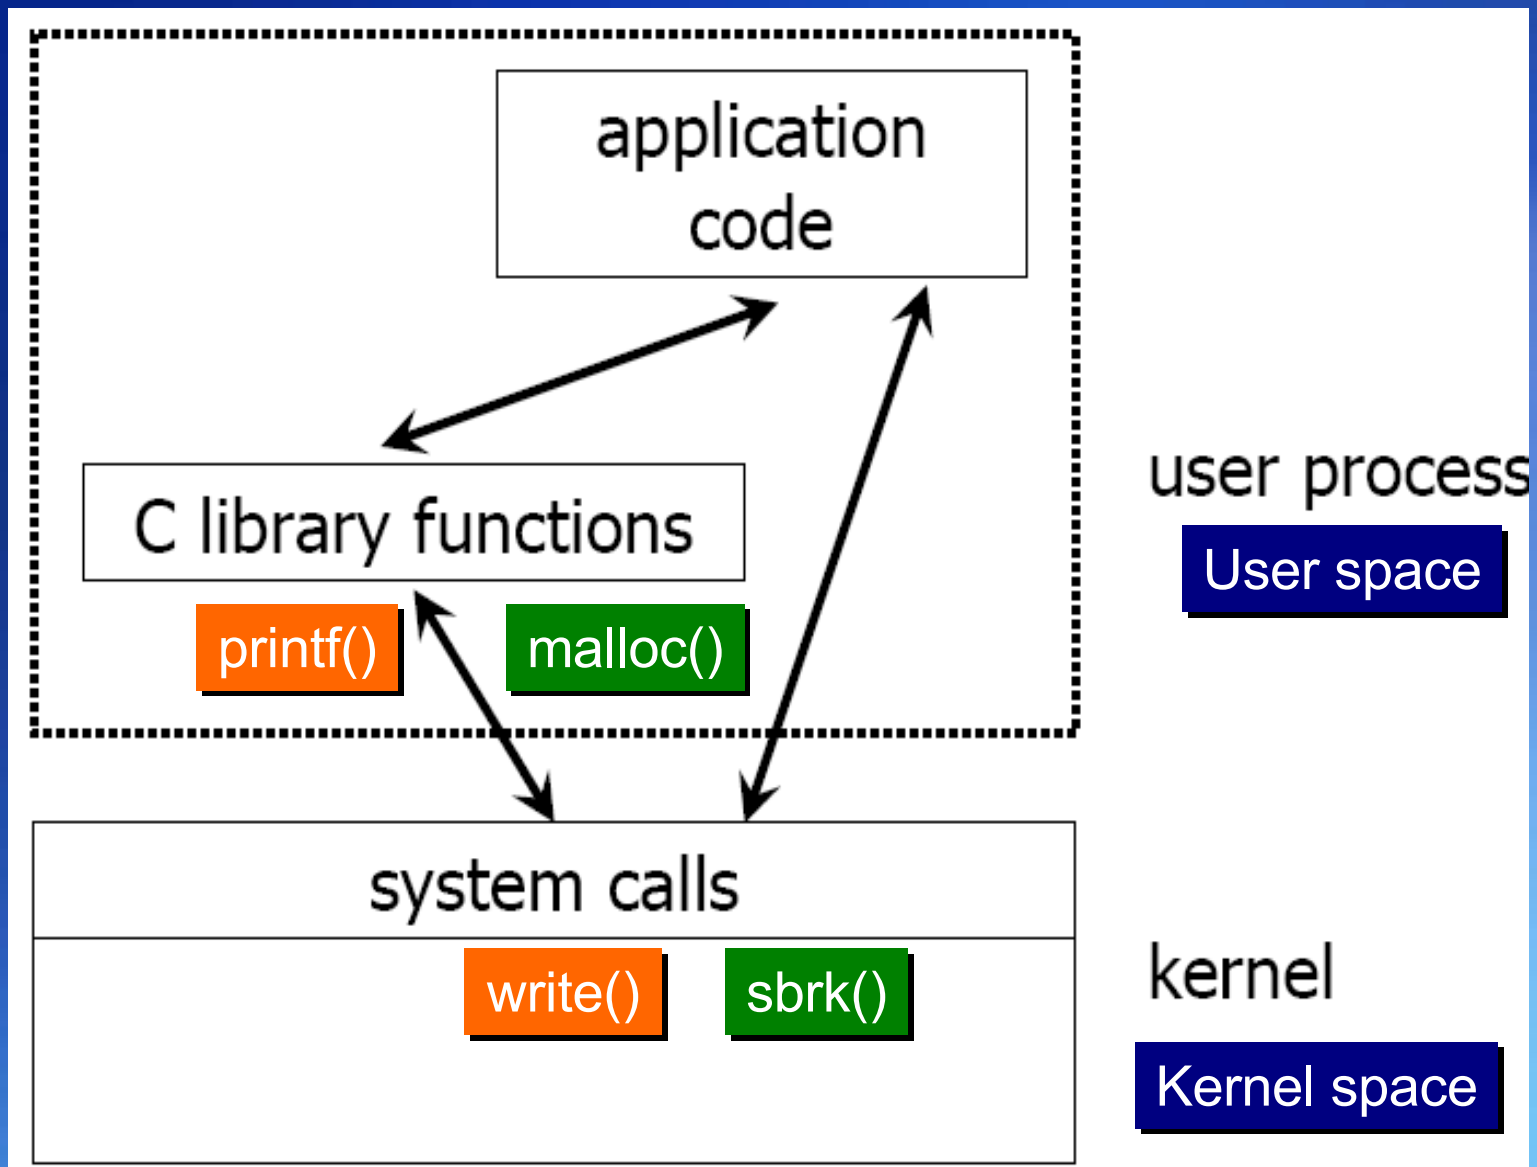 application
code
C library functions
user process
User space
printf()
malloc()
system calls
write()
sbrk()
kernel
Kernel space